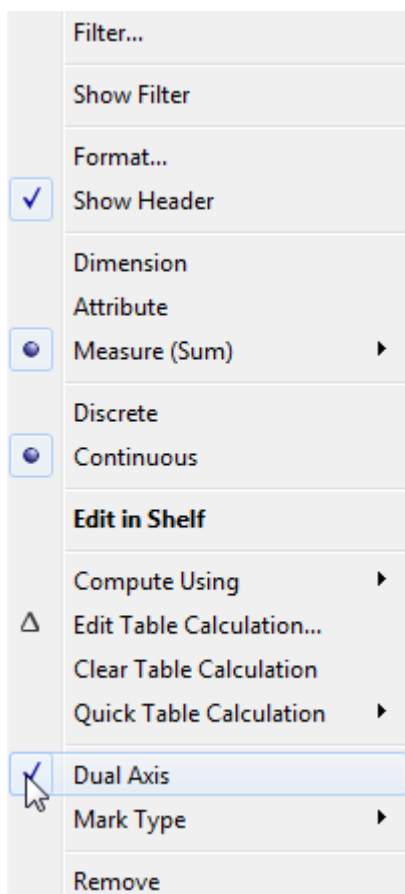 Filter...
Show Filter
Format...
Show Header
Dimension
Attribute
Measure (Sum)
Discrete
Continuous
Edit in Shelf
Compute Using
Edit Table Calculation...
Clear Table Calculation
Quick Table Calculation
Dual Axis
Mark Type
Remove